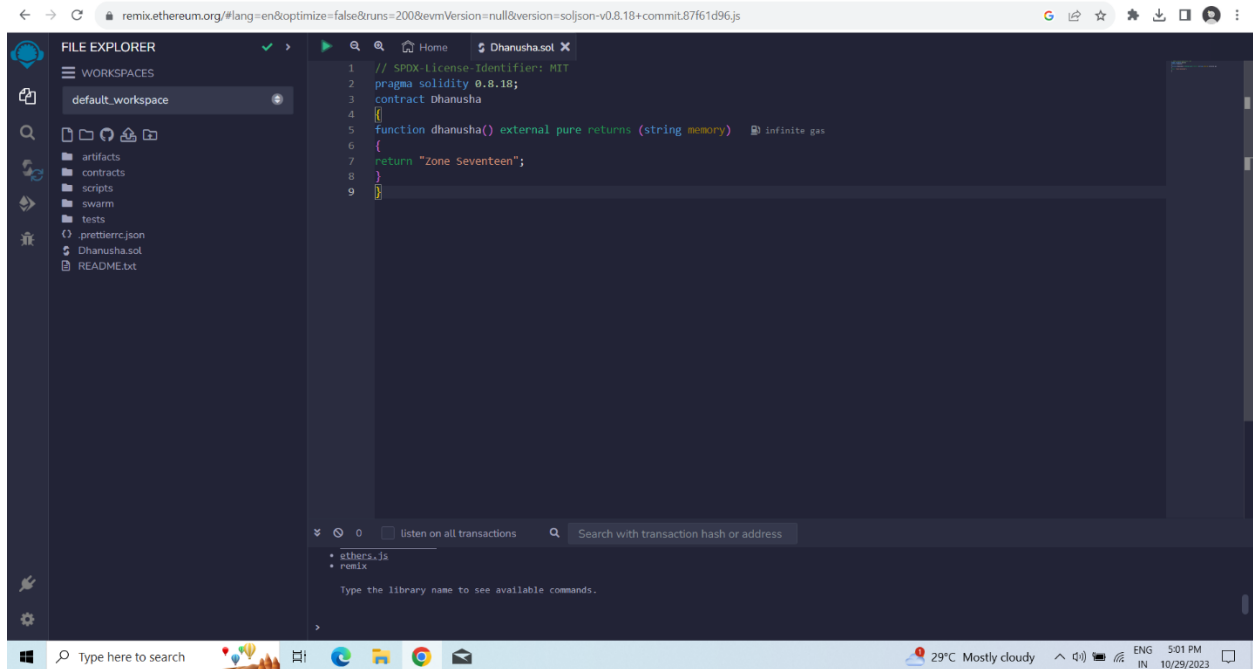 remix.ethereum.org/#lang=en&optimize=false&runs=200&evmVersion=null&version=soljson-v0.8.18+commit.87f61d96.js
FILE EXPLORER
WORKSPACES
default_workspace
artifacts
contracts
scripts
swarm
tests
.prettierrc.json
Dhanusha.sol
README.txt
Home
Dhanusha.sol
1 // SPDX-License-Identifier: MIT
2 pragma solidity 0.8.18;
3 contract Dhanusha
4 {
5 function dhanusha() external pure returns (string memory) infinite gas
6 {
7 return "Zone Seventeen";
8 }
9 }
0 listen on all transactions Search with transaction hash or address
• ethers.js
• remix
Type the library name to see available commands.
>
Type here to search
29°C Mostly cloudy
ENG
IN
5:01 PM
10/29/2023